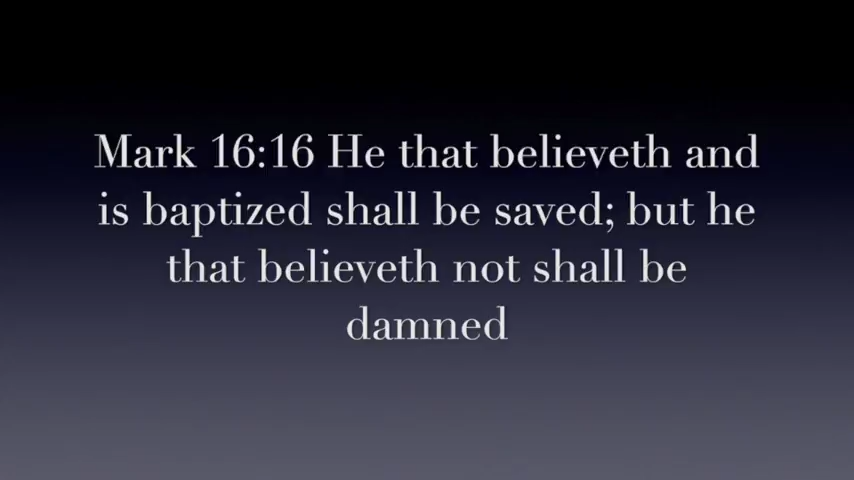 Mark 16:16 He that believeth and
is baptized shall be saved; but he
that believeth not shall be
damned